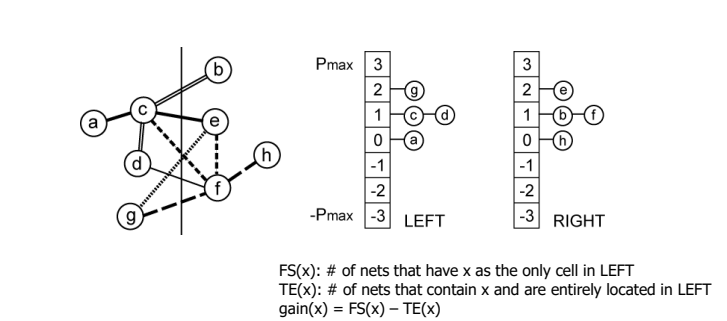 b
c
a
e
d
h
f
g
Pmax 3
2 g
1 c d
0 a
-1
-2
-Pmax -3 LEFT
3
2 e
1 b f
0 h
-1
-2
-3 RIGHT
FS(x): # of nets that have x as the only cell in LEFT
TE(x): # of nets that contain x and are entirely located in LEFT
gain(x) = FS(x) – TE(x)